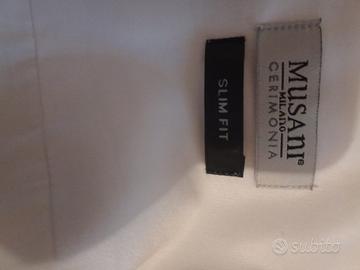 MUSANI®
MILANO
CERIMONIA
SLIM FIT
subito